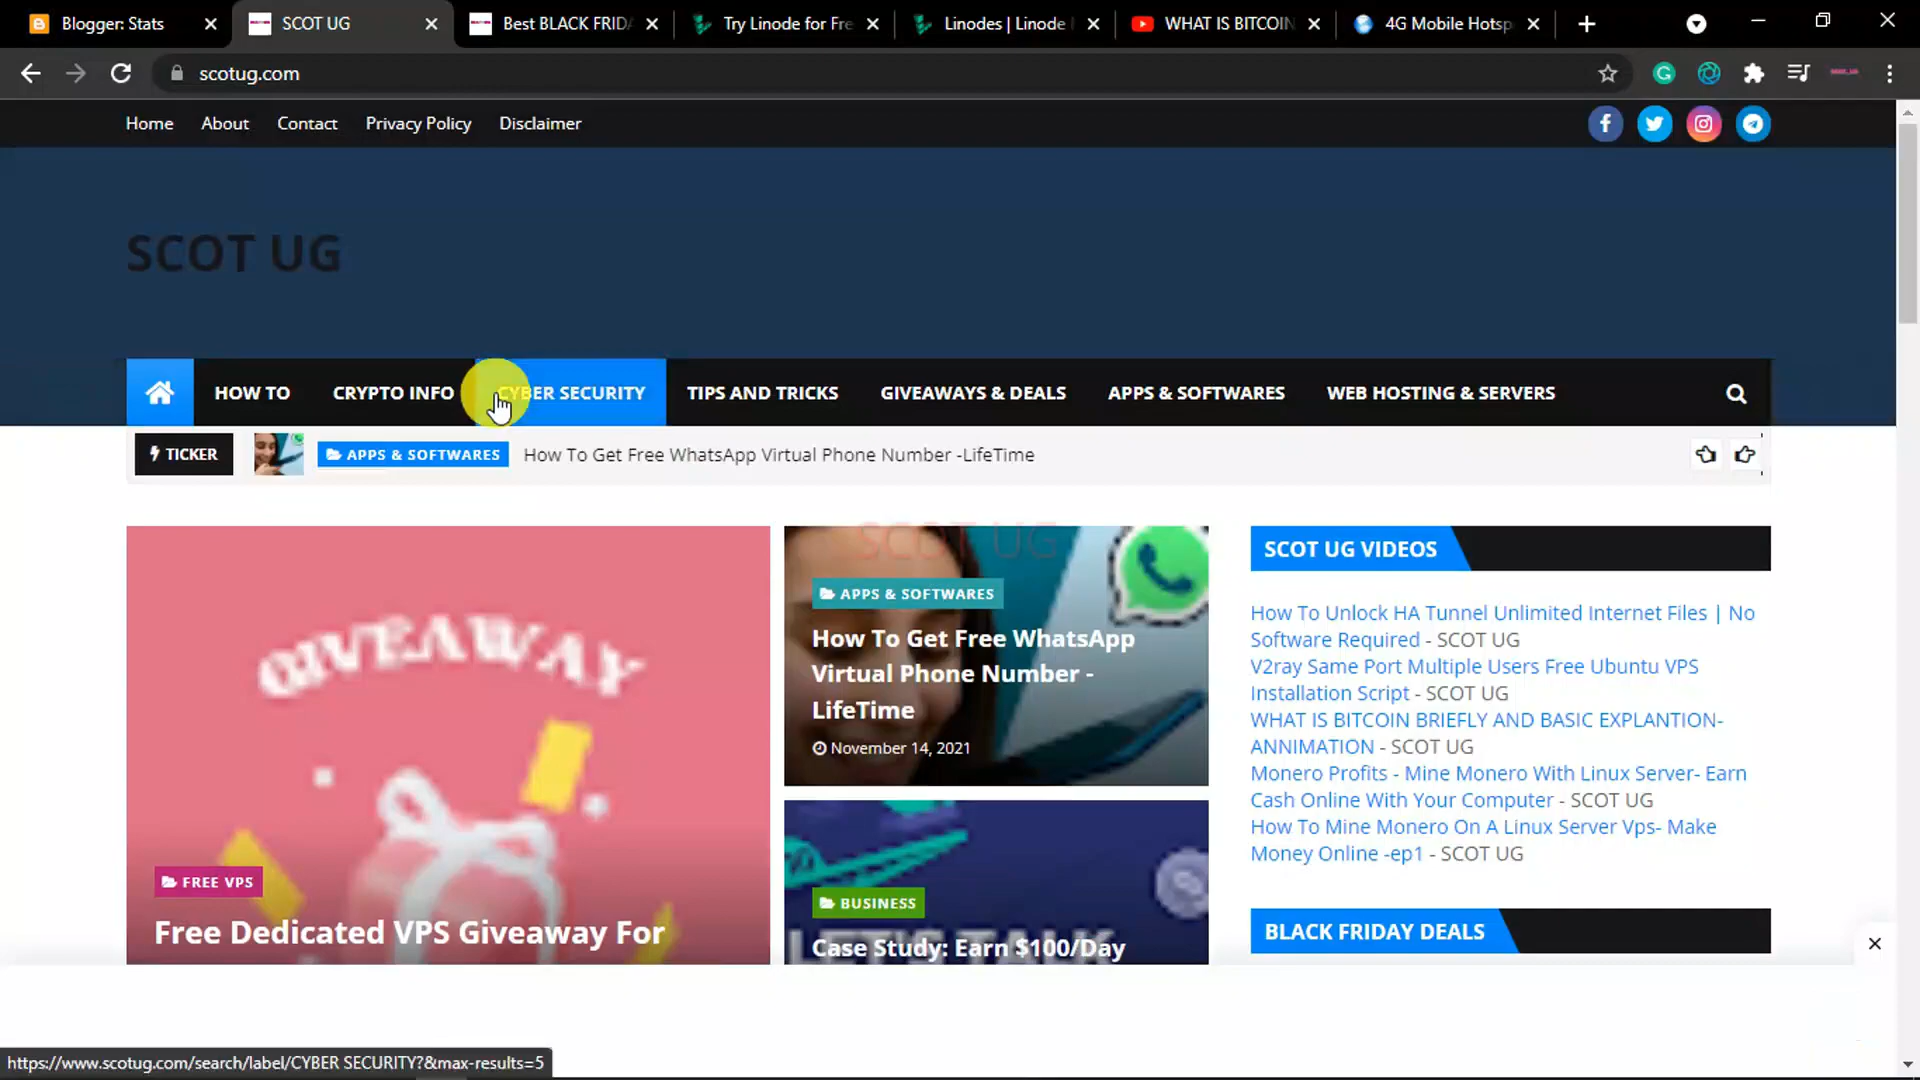 Blogger: Stats
SCOT UG
Best BLACK FRID
Try Linode for Fre
Linodes | Linode
WHAT IS BITCOIN
4G Mobile Hotsp
scotug.com
Home
About
Contact
Privacy Policy
Disclaimer
SCOT UG
HOW TO
CRYPTO INFO
CYBER SECURITY
TIPS AND TRICKS
GIVEAWAYS & DEALS
APPS & SOFTWARES
WEB HOSTING & SERVERS
TICKER
APPS & SOFTWARES
How To Get Free WhatsApp Virtual Phone Number -LifeTime
GIVEAWAY
FREE VPS
Free Dedicated VPS Giveaway For
SCOT UG
APPS & SOFTWARES
How To Get Free WhatsApp
Virtual Phone Number -
LifeTime
November 14, 2021
BUSINESS
Case Study: Earn $100/Day
LET'S TALK
SCOT UG VIDEOS
How To Unlock HA Tunnel Unlimited Internet Files | No
Software Required - SCOT UG
V2ray Same Port Multiple Users Free Ubuntu VPS
Installation Script - SCOT UG
WHAT IS BITCOIN BRIEFLY AND BASIC EXPLANTION-
ANNIMATION - SCOT UG
Monero Profits - Mine Monero With Linux Server- Earn
Cash Online With Your Computer - SCOT UG
How To Mine Monero On A Linux Server Vps- Make
Money Online -ep1 - SCOT UG
BLACK FRIDAY DEALS
https://www.scotug.com/search/label/CYBER SECURITY?&max-results=5